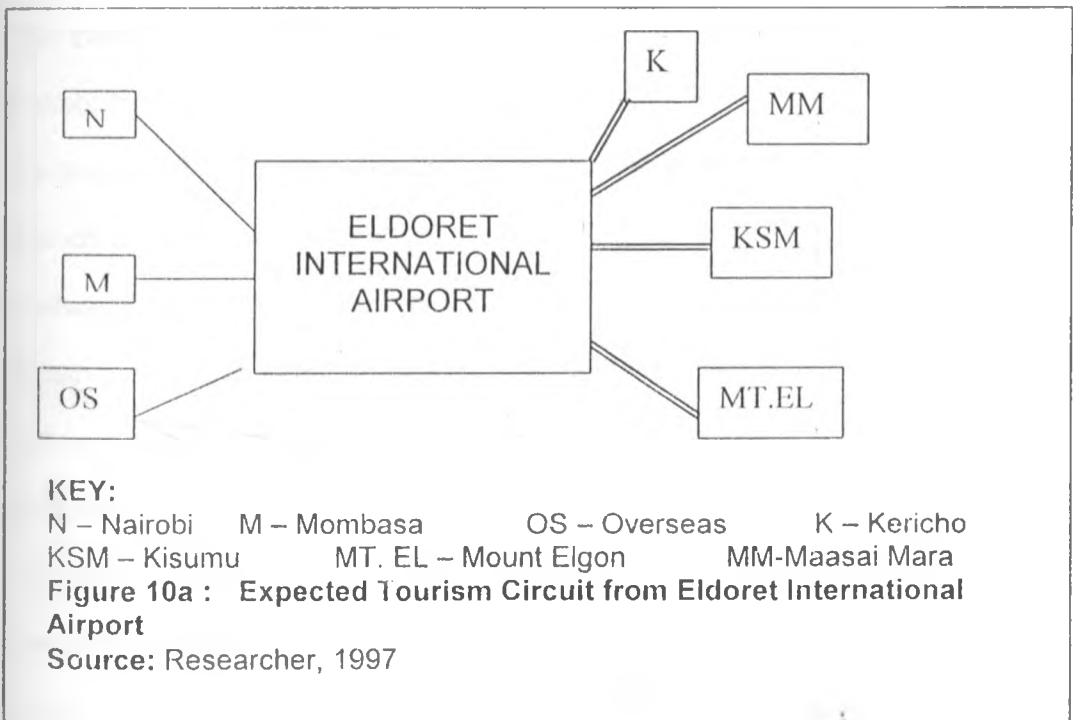 K
MM
N
ELDORET
INTERNATIONAL
AIRPORT
KSM
M
OS
MT.EL
KEY:
N – Nairobi M – Mombasa OS – Overseas K – Kericho
KSM – Kisumu MT. EL – Mount Elgon MM-Maasai Mara
Figure 10a : Expected Tourism Circuit from Eldoret International
Airport
Source: Researcher, 1997